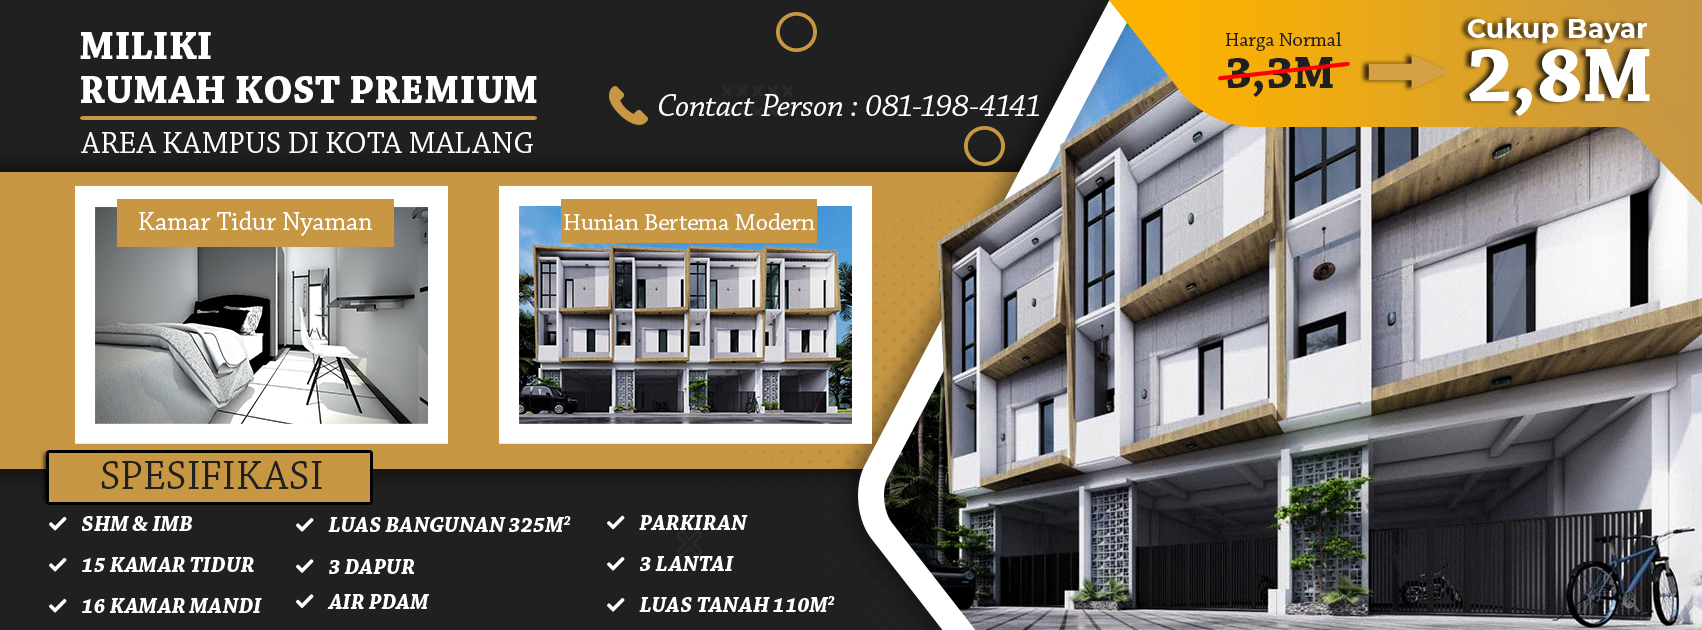 MILIKI
RUMAH KOST PREMIUM
AREA KAMPUS DI KOTA MALANG
Contact Person : 081-198-4141
Harga Normal
3,3M
Cukup Bayar
2,8M
Kamar Tidur Nyaman
Hunian Bertema Modern
SPESIFIKASI
SHM & IMB
15 KAMAR TIDUR
16 KAMAR MANDI
LUAS BANGUNAN 325M²
3 DAPUR
AIR PDAM
PARKIRAN
3 LANTAI
LUAS TANAH 110M²